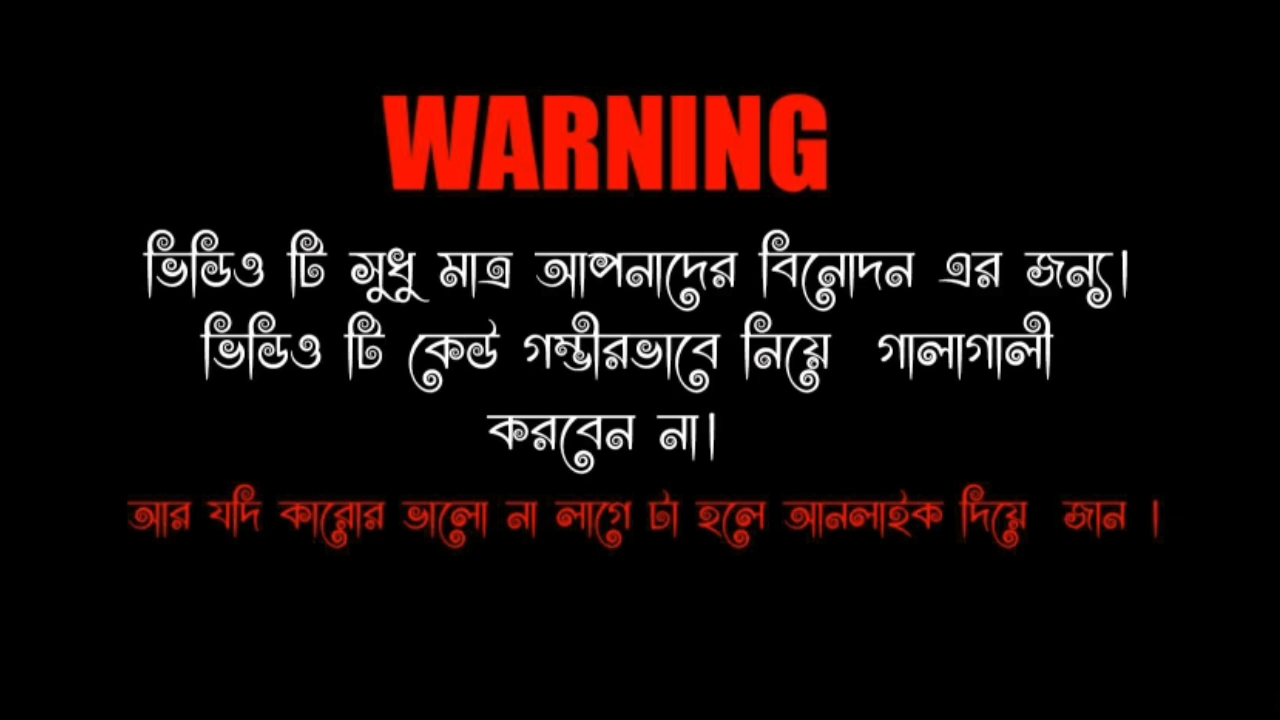 WARNING
ভিডিও টি সুধু মাত্র আপনাদের বিনোদন এর জন্য।
ভিডিও টি কেউ গম্ভীরভাবে নিয়ে গালাগালী
করবেন না।
আর যদি কারোর ভালো না লাগে টা হলে আনলাইক দিয়ে জান ।